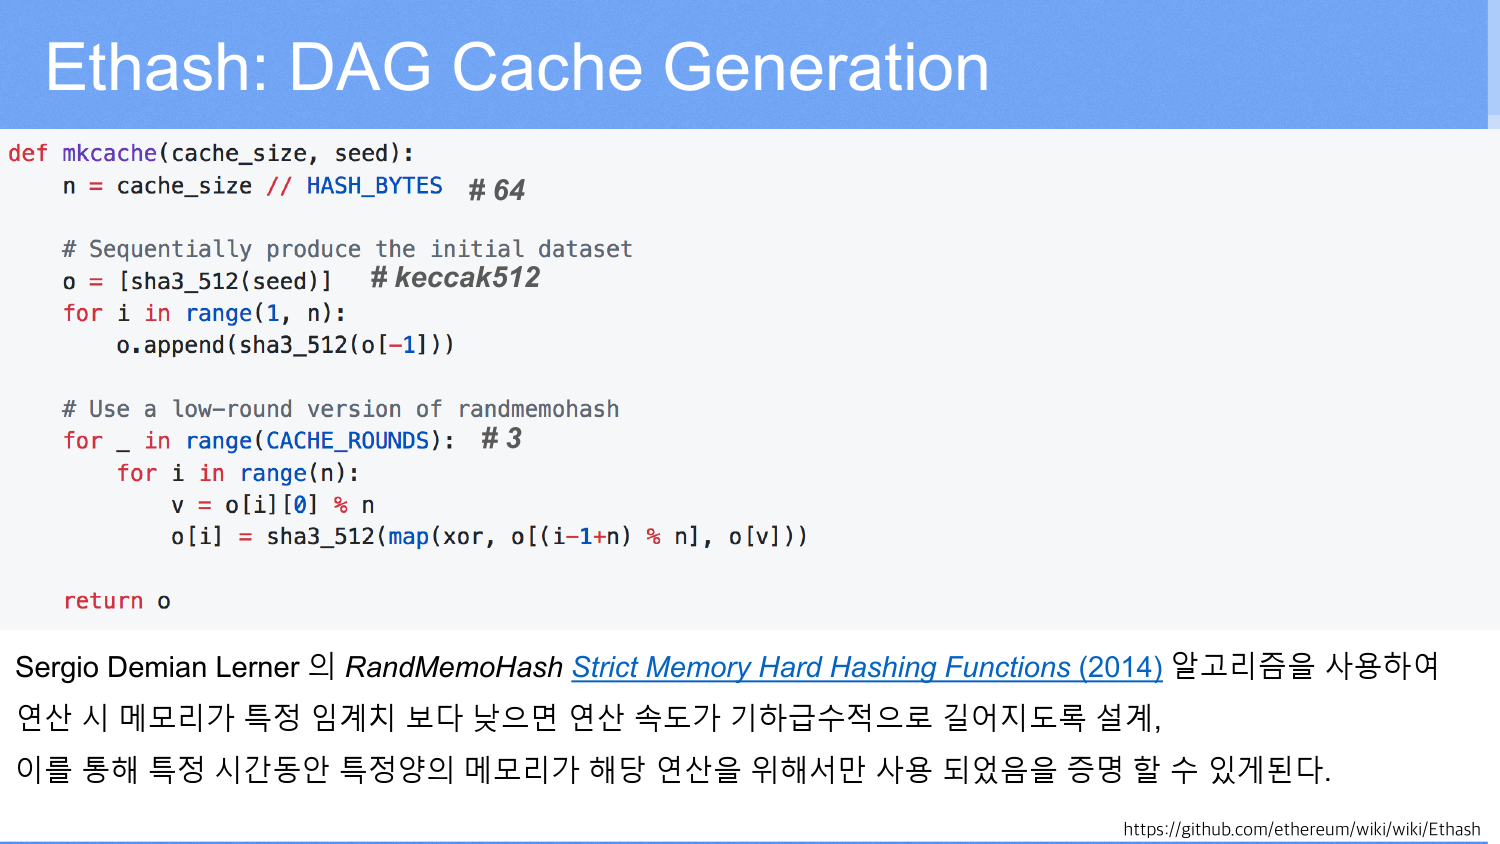 Ethash: DAG Cache Generation
def mkcache(cache_size, seed):
    n = cache_size // HASH_BYTES # 64
    # Sequentially produce the initial dataset
    o = [sha3_512(seed)] # keccak512
    for i in range(1, n):
        o.append(sha3_512(o[-1]))
    # Use a low-round version of randmemohash
    for _ in range(CACHE_ROUNDS): # 3
        for i in range(n):
            v = o[i][0] % n
            o[i] = sha3_512(map(xor, o[(i-1+n) % n], o[v]))
    return o
Sergio Demian Lerner 의 RandMemoHash Strict Memory Hard Hashing Functions (2014) 알고리즘을 사용하여
연산 시 메모리가 특정 임계치 보다 낮으면 연산 속도가 기하급수적으로 길어지도록 설계,
이를 통해 특정 시간동안 특정양의 메모리가 해당 연산을 위해서만 사용 되었음을 증명 할 수 있게된다.
https://github.com/ethereum/wiki/wiki/Ethash